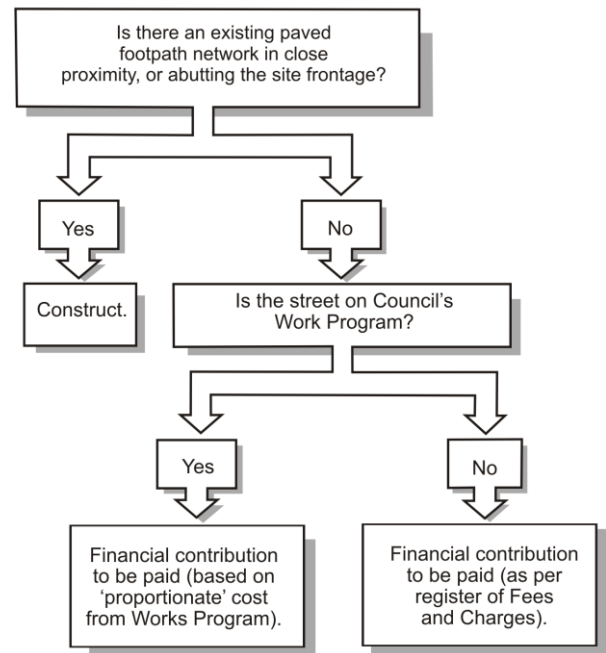 Is there an existing paved
footpath network in close
proximity, or abutting the site frontage?
Yes
No
Construct.
Is the street on Council's
Work Program?
Yes
No
Financial contribution
to be paid (based on
‘proportionate’ cost
from Works Program).
Financial contribution
to be paid (as per
register of Fees
and Charges).